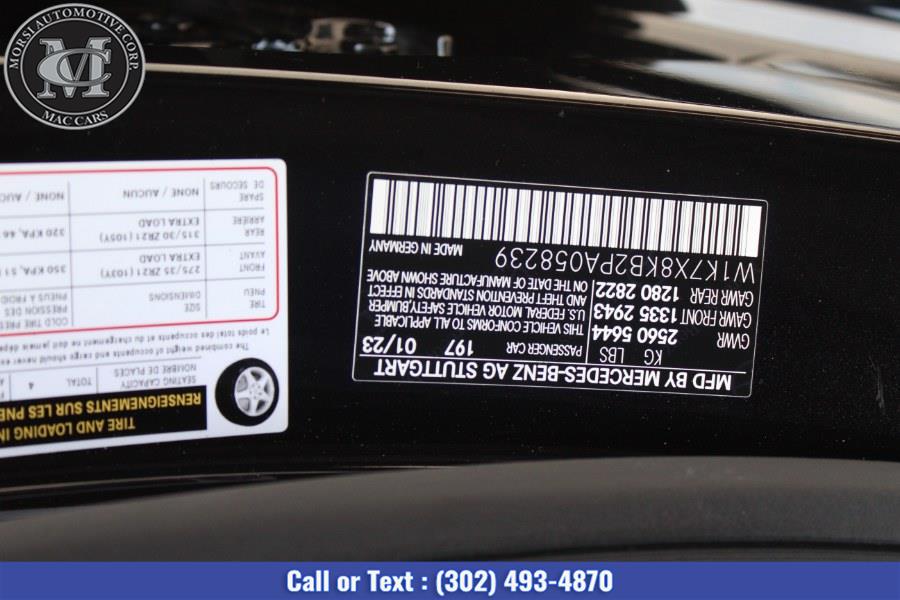 MORSI AUTOMOTIVE CORP.
MC
MAC CARS
MFD BY MERCEDES-BENZ AG STUTTGART
PASSENGER CAR 197 01/23
KG LBS
GWR 2560 5644
GAWR FRONT 1335 2943
GAWR REAR 1280 2822
THIS VEHICLE CONFORMS TO ALL APPLICABLE
U.S. FEDERAL MOTOR VEHICLE SAFETY,BUMPER
AND THEFT PREVENTION STANDARDS IN EFFECT
ON THE DATE OF MANUFACTURE SHOWN ABOVE
W1K7X8KB2PA058239
MADE IN GERMANY
TIRE AND LOADING IN
RENSEIGNEMENTS SUR LES PNE
SEATING CAPACITY
NOMBRE DE PLACES
TOTAL 4
The combined weight of occupants and cargo should never
Le poids total des occupants et du chargement ne doit jamais
TIRE SIZE COLD TIRE
PNEU DIMENSIONS PRESSION DES
PNEUS A FROID
FRONT 275/35 ZR21 (103Y) 350 KPA, 51
AVANT EXTRA LOAD
REAR 315/30 ZR21 (105Y) 320 KPA, 46
ARRIÈRE EXTRA LOAD
SPARE NONE / AUCUN NONE / AUC
DE SECOURS
Call or Text : (302) 493-4870